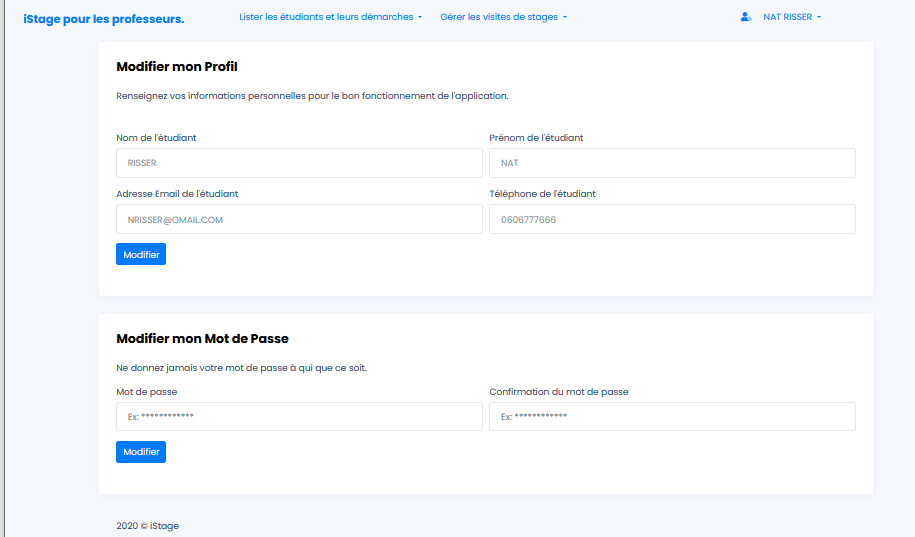 iStage pour les professeurs. Lister les étudiants et leurs démarches Gérer les visites de stages NAT RISSER
Modifier mon Profil
Renseignez vos informations personnelles pour le bon fonctionnement de l'application.
Nom de l'étudiant Prénom de l'étudiant
RISSER NAT
Adresse Email de l'étudiant Téléphone de l'étudiant
NRISSER@GMAIL.COM 0606777666
Modifier
Modifier mon Mot de Passe
Ne donnez jamais votre mot de passe à qui que ce soit.
Mot de passe Confirmation du mot de passe
Ex: ************ Ex: ************
Modifier
2020 © iStage